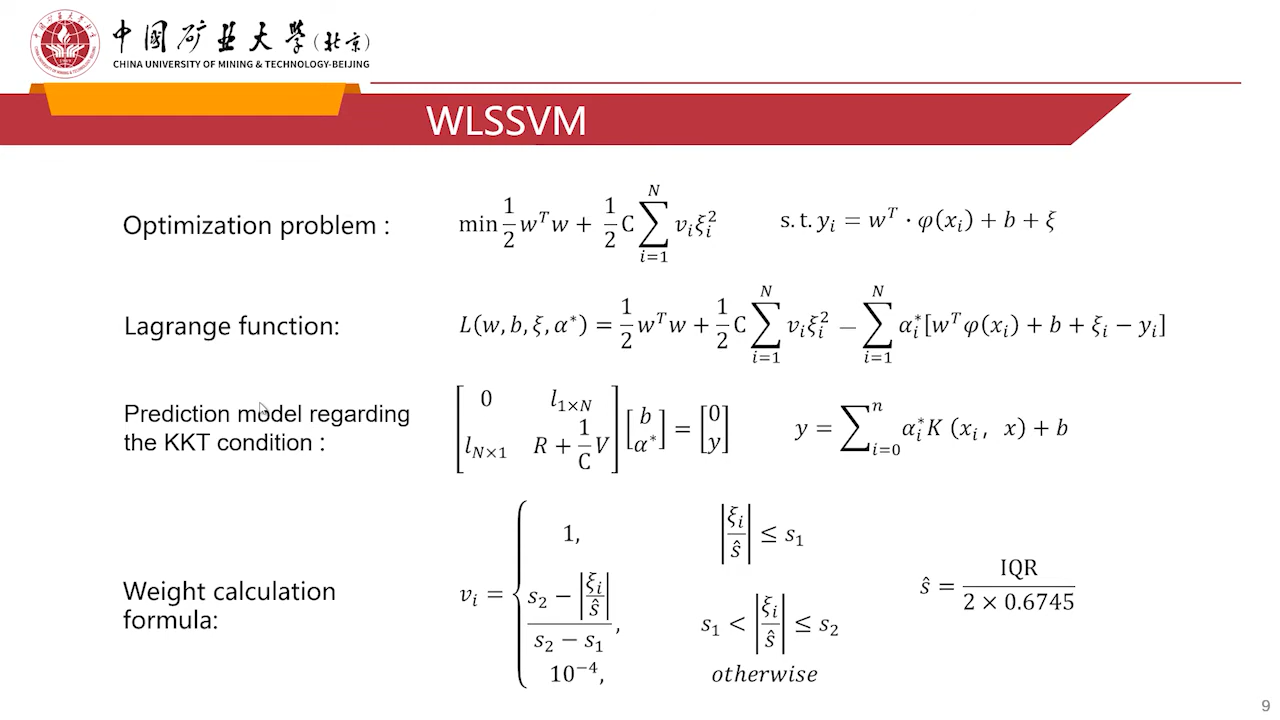 中国矿业大学(北京)
CHINA UNIVERSITY OF MINING & TECHNOLOGY-BEIJING
WLSSVM
Optimization problem : min 1/2 w^T w + 1/2 C ∑_{i=1}^{N} v_i ξ_i^2 s.t. y_i = w^T · φ(x_i) + b + ξ
Lagrange function: L(w, b, ξ, α^*) = 1/2 w^T w + 1/2 C ∑_{i=1}^{N} v_i ξ_i^2 − ∑_{i=1}^{N} α_i^* [w^T φ(x_i) + b + ξ_i − y_i]
Prediction model regarding
the KKT condition :
[0 l_{1×N}; l_{N×1} R + 1/C V] [b; α^*] = [0; y] y = ∑_{i=0}^{n} α_i^* K (x_i, x) + b
Weight calculation
formula:
v_i = { 1, |ξ_i/ŝ| ≤ s_1
(s_2 − |ξ_i/ŝ|)/(s_2 − s_1), s_1 < |ξ_i/ŝ| ≤ s_2
10^{−4}, otherwise
ŝ = IQR/(2 × 0.6745)
9